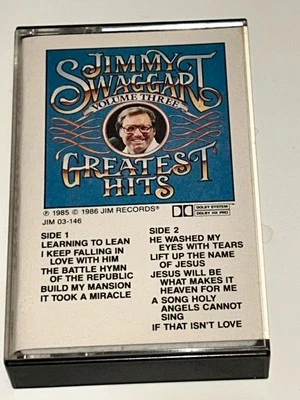 JIMMY
SWAGGART
VOLUME THREE
GREATEST
HITS
℗ 1985 © 1986 JIM RECORDS®
JIM 03-146
DOLBY SYSTEM
DOLBY HX PRO
SIDE 1
LEARNING TO LEAN
I KEEP FALLING IN
LOVE WITH HIM
THE BATTLE HYMN
OF THE REPUBLIC
BUILD MY MANSION
IT TOOK A MIRACLE
SIDE 2
HE WASHED MY
EYES WITH TEARS
LIFT UP THE NAME
OF JESUS
JESUS WILL BE
WHAT MAKES IT
HEAVEN FOR ME
A SONG HOLY
ANGELS CANNOT
SING
IF THAT ISN'T LOVE